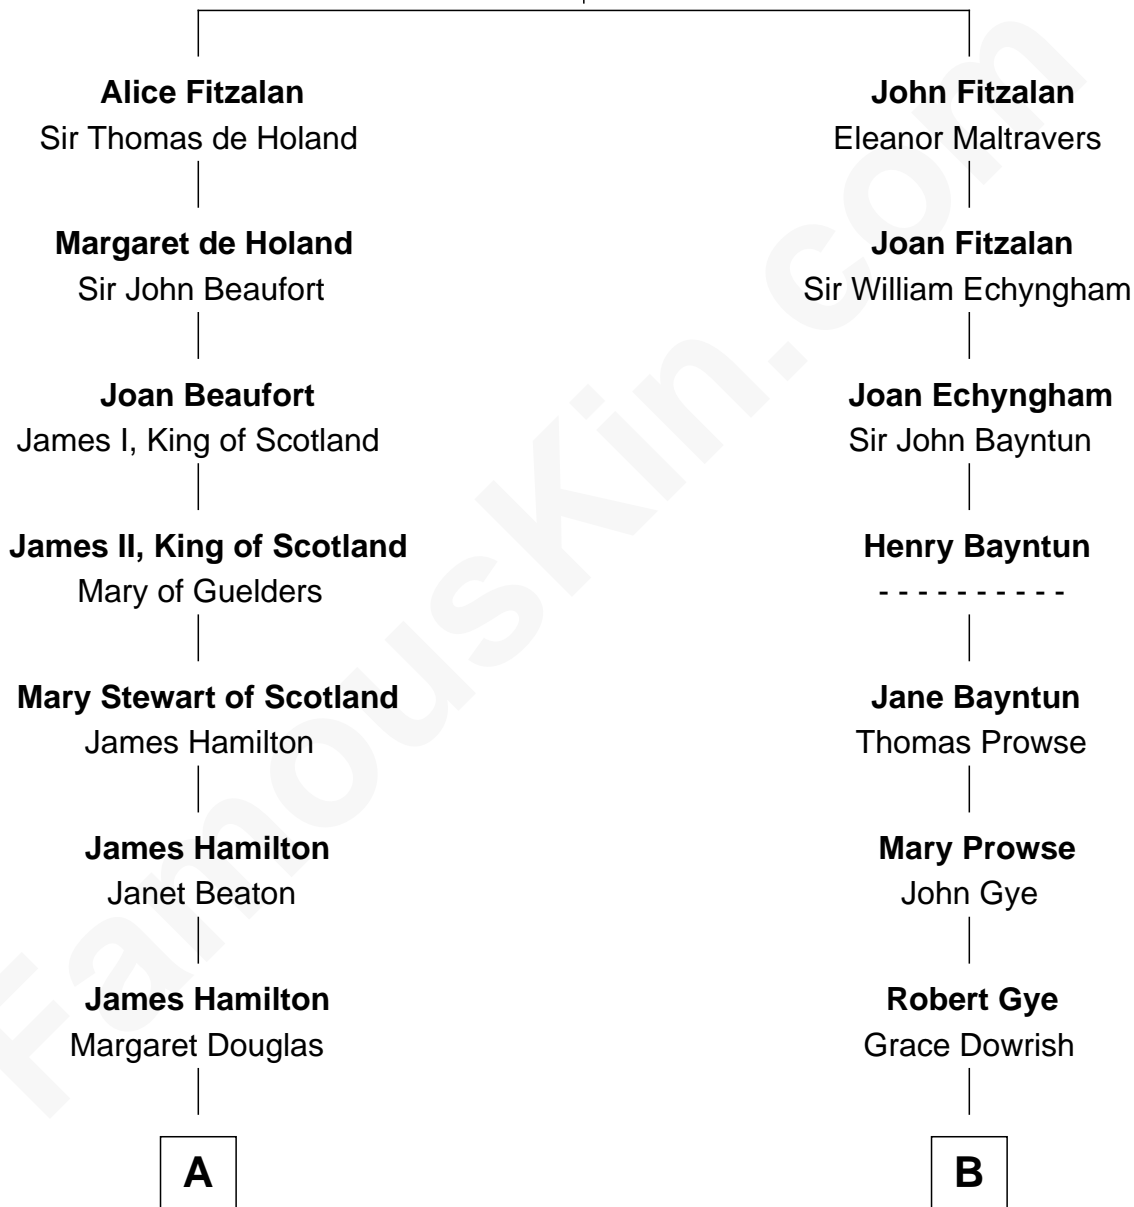 Alice Fitzalan
Sir Thomas de Holand
Margaret de Holand
Sir John Beaufort
Joan Beaufort
James I, King of Scotland
James II, King of Scotland
Mary of Guelders
Mary Stewart of Scotland
James Hamilton
James Hamilton
Janet Beaton
James Hamilton
Margaret Douglas
A
John Fitzalan
Eleanor Maltravers
Joan Fitzalan
Sir William Echyngham
Joan Echyngham
Sir John Bayntun
Henry Bayntun
- - - - - - - - - -
Jane Bayntun
Thomas Prowse
Mary Prowse
John Gye
Robert Gye
Grace Dowrish
B
FamousKin.com